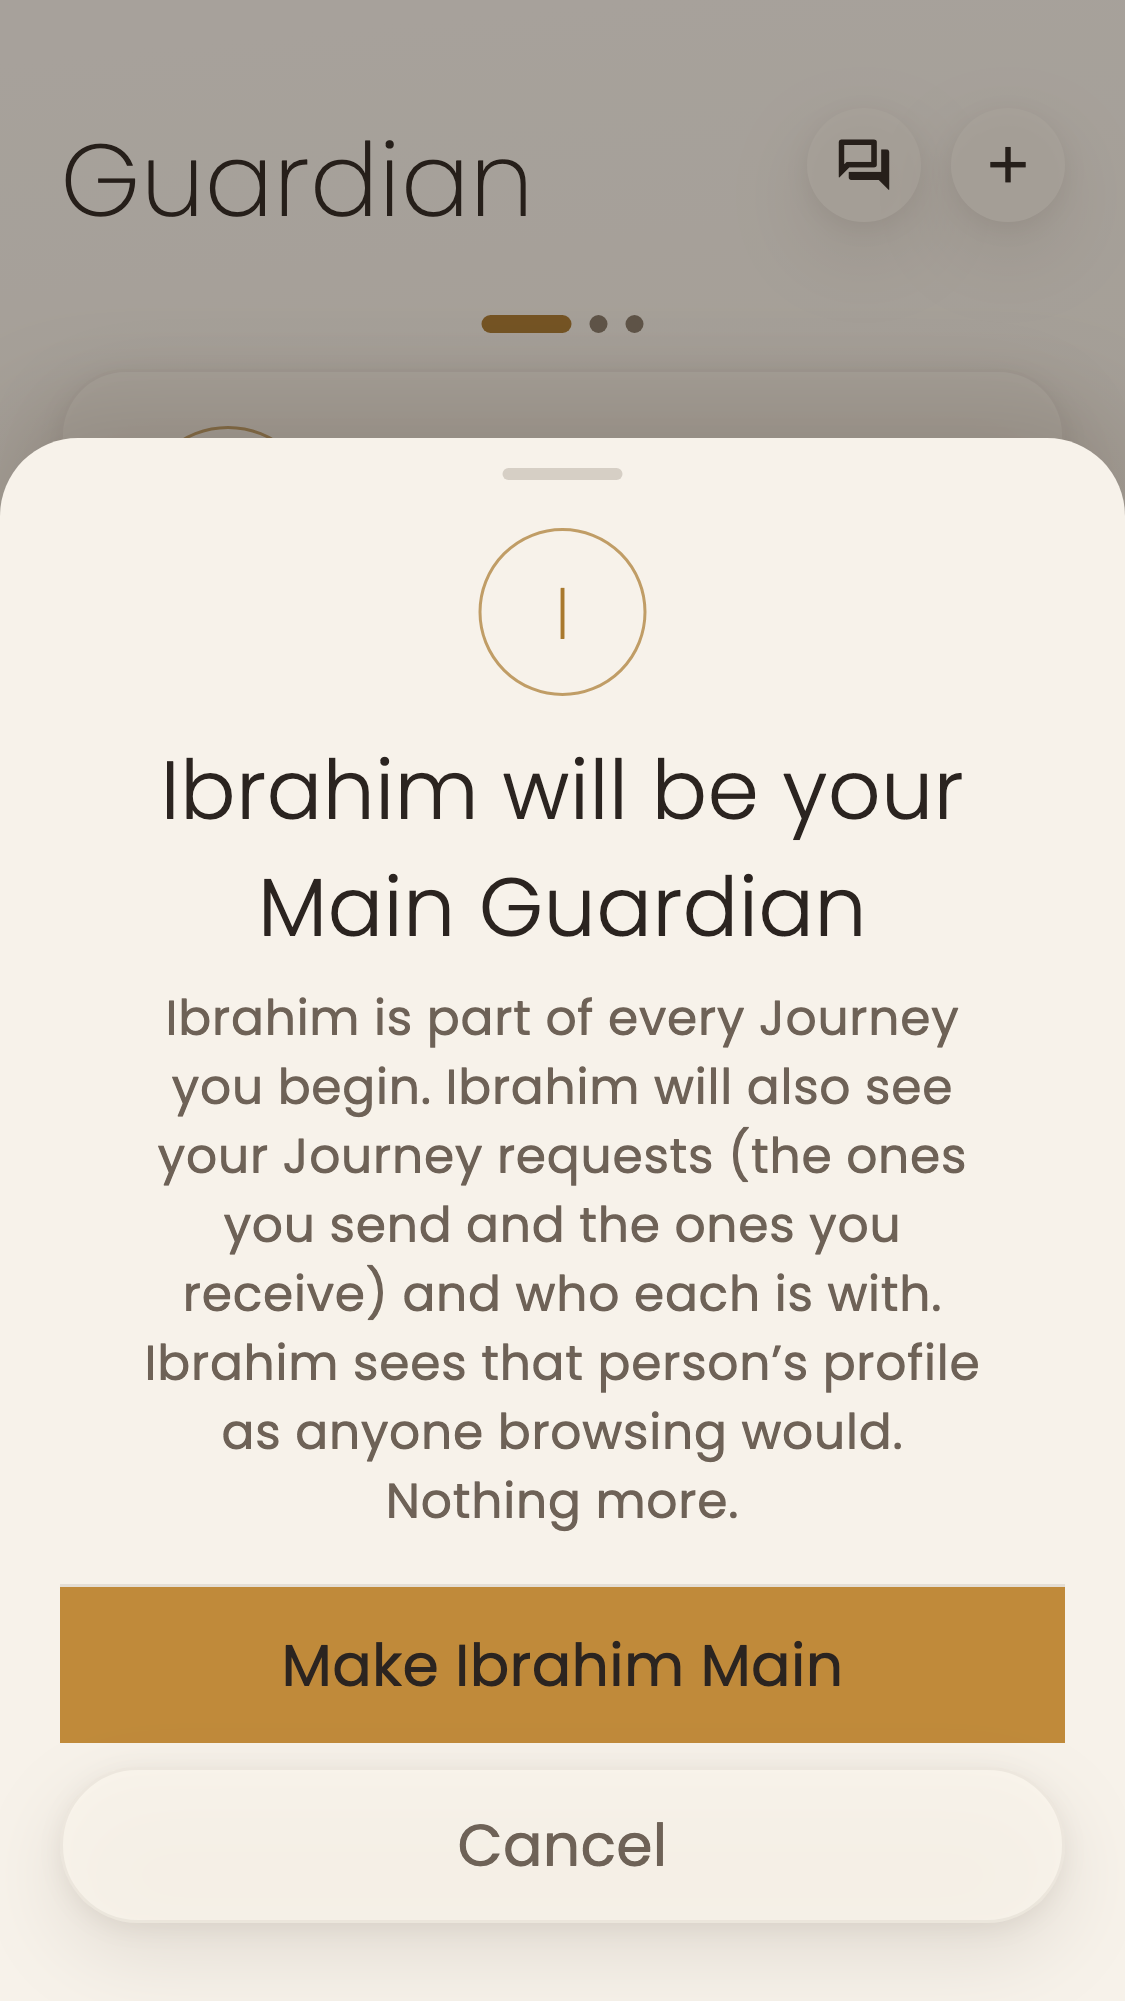 Guardian
I
Ibrahim will be your
Main Guardian
Ibrahim is part of every Journey
you begin. Ibrahim will also see
your Journey requests (the ones
you send and the ones you
receive) and who each is with.
Ibrahim sees that person’s profile
as anyone browsing would.
Nothing more.
Make Ibrahim Main
Cancel